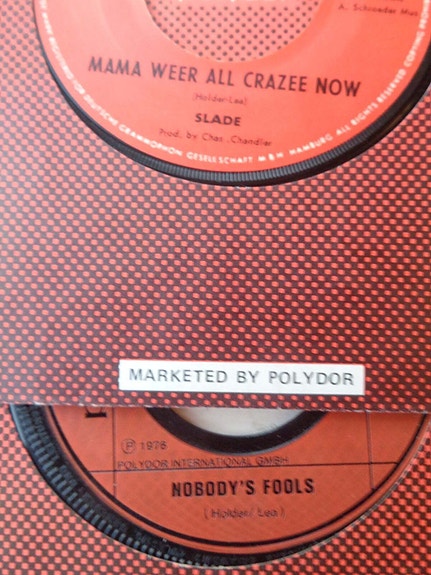 A. Schroeder Mus
MAMA WEER ALL CRAZEE NOW
(Holder-Lea)
SLADE
Prod. by Chas. Chandler
DEUTSCHE GRAMMOPHON GESELLSCHAFT M B H HAMBURG ALL RIGHTS RESERVED COPYING
MARKETED BY POLYDOR
Ⓟ 1976
POLYDOR INTERNATIONAL GMBH
NOBODY'S FOOLS
(Holder/Lea)